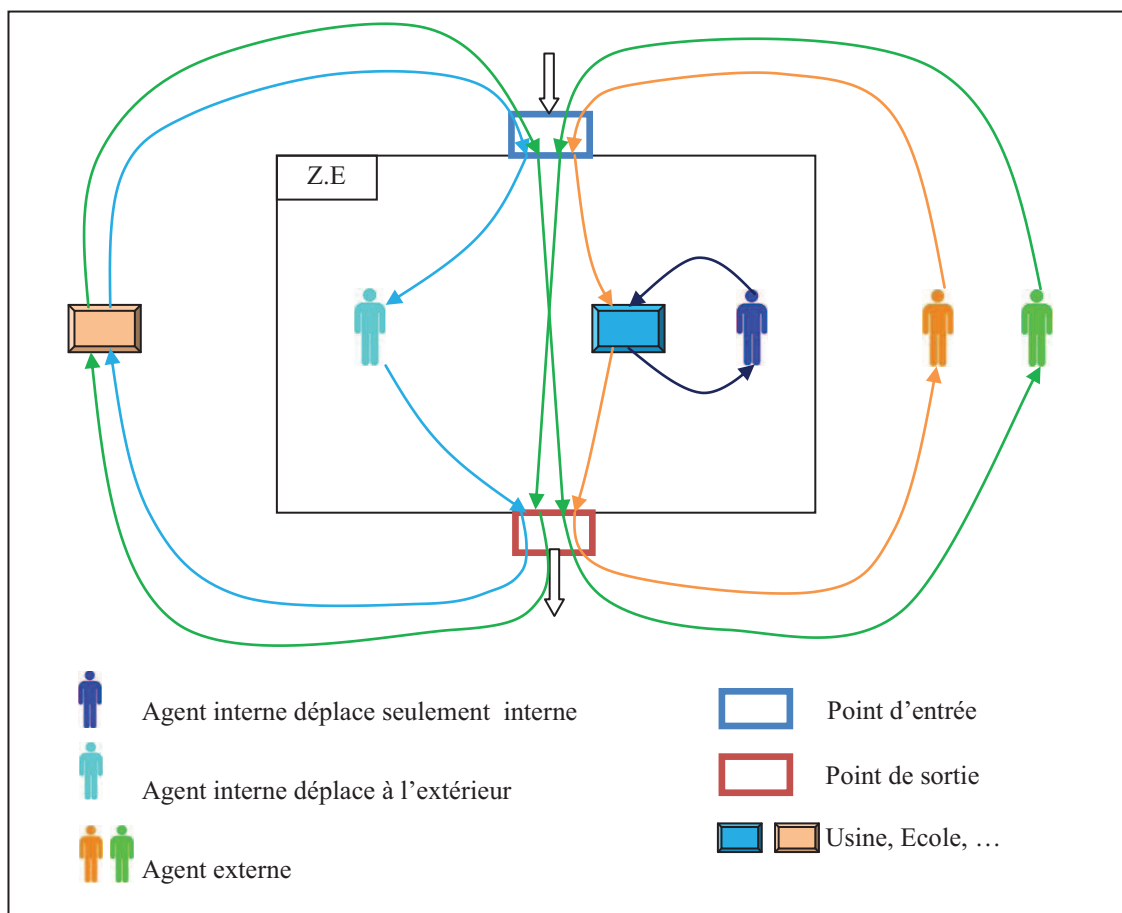 Z.E
Agent interne déplace seulement interne
Agent interne déplace à l’extérieur
Agent externe
Point d’entrée
Point de sortie
Usine, Ecole, …